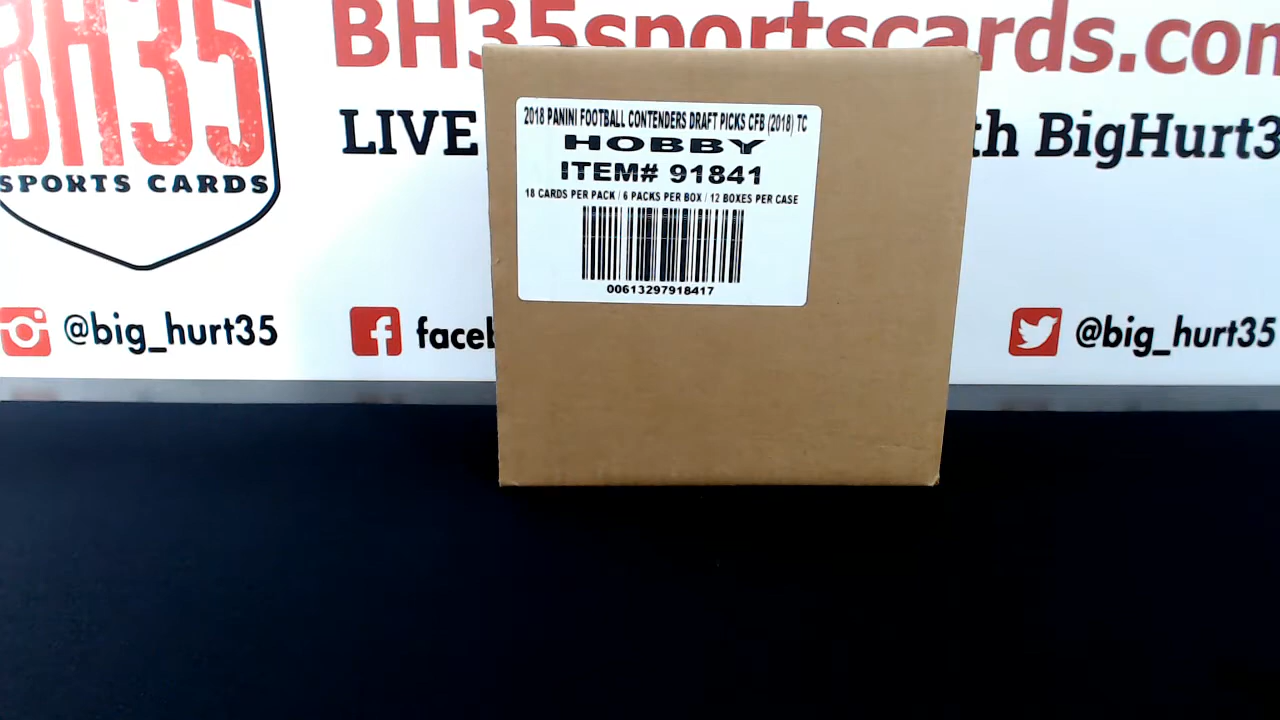 BH35
SPORTS CARDS
BH35sportscards.com
LIVE
th BigHurt3
@big_hurt35
faceb
@big_hurt35
2018 PANINI FOOTBALL CONTENDERS DRAFT PICKS CFB (2018) TC
HOBBY
ITEM# 91841
18 CARDS PER PACK / 6 PACKS PER BOX / 12 BOXES PER CASE
00613297918417